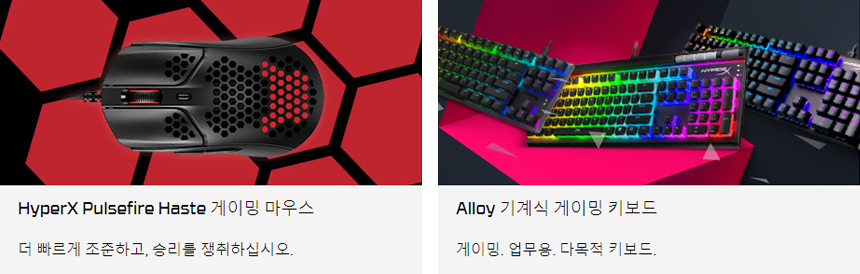 HYPERX
HyperX Pulsefire Haste 게이밍 마우스
더 빠르게 조준하고, 승리를 쟁취하십시오.
Alloy 기계식 게이밍 키보드
게이밍. 업무용. 다목적 키보드.